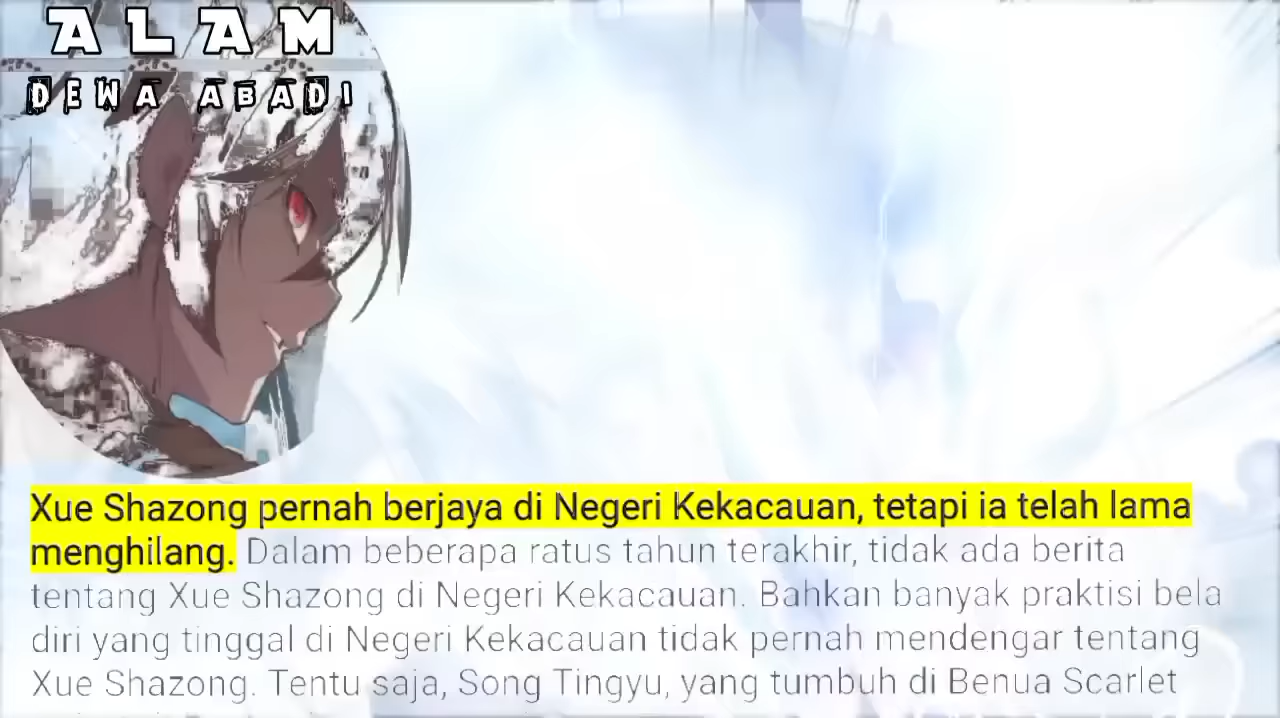 ALAM
DEWA ABADI
Xue Shazong pernah berjaya di Negeri Kekacauan, tetapi ia telah lama
menghilang. Dalam beberapa ratus tahun terakhir, tidak ada berita
tentang Xue Shazong di Negeri Kekacauan. Bahkan banyak praktisi bela
diri yang tinggal di Negeri Kekacauan tidak pernah mendengar tentang
Xue Shazong. Tentu saja, Song Tingyu, yang tumbuh di Benua Scarlet